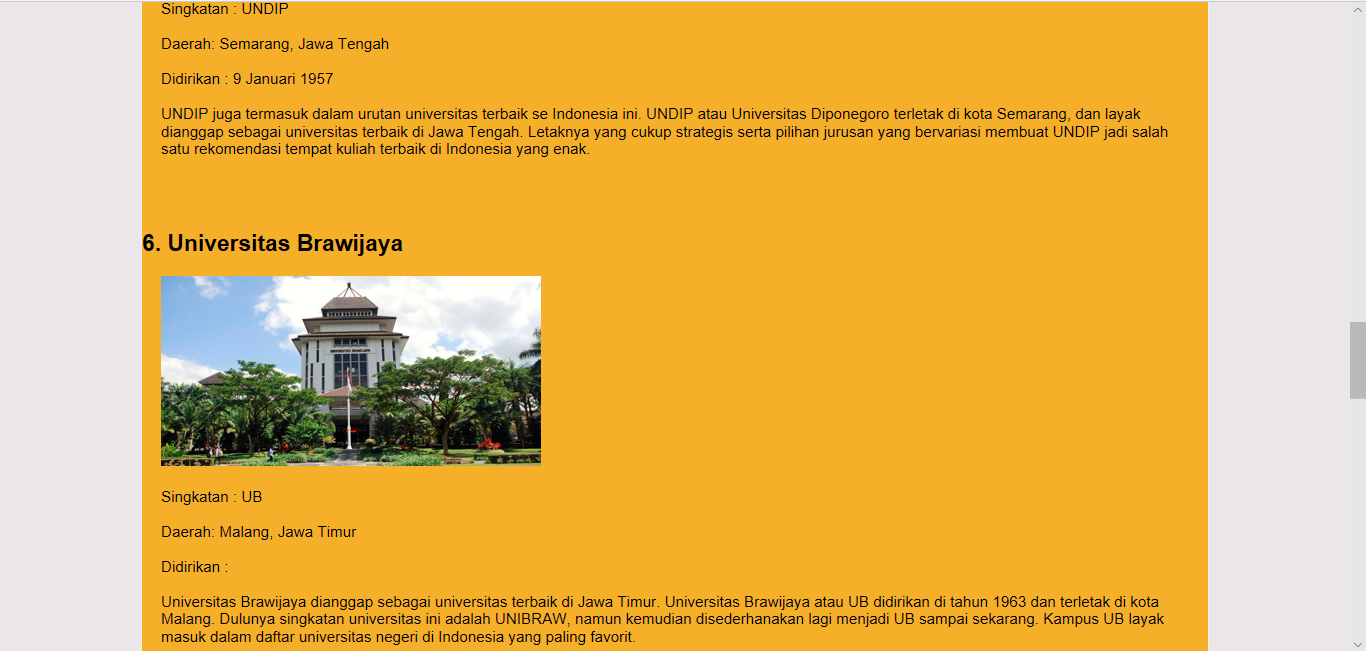 Singkatan : UNDIP
Daerah: Semarang, Jawa Tengah
Didirikan : 9 Januari 1957
UNDIP juga termasuk dalam urutan universitas terbaik se Indonesia ini. UNDIP atau Universitas Diponegoro terletak di kota Semarang, dan layak
dianggap sebagai universitas terbaik di Jawa Tengah. Letaknya yang cukup strategis serta pilihan jurusan yang bervariasi membuat UNDIP jadi salah
satu rekomendasi tempat kuliah terbaik di Indonesia yang enak.
6. Universitas Brawijaya
UNIVERSITAS BRAWIJAYA
Singkatan : UB
Daerah: Malang, Jawa Timur
Didirikan :
Universitas Brawijaya dianggap sebagai universitas terbaik di Jawa Timur. Universitas Brawijaya atau UB didirikan di tahun 1963 dan terletak di kota
Malang. Dulunya singkatan universitas ini adalah UNIBRAW, namun kemudian disederhanakan lagi menjadi UB sampai sekarang. Kampus UB layak
masuk dalam daftar universitas negeri di Indonesia yang paling favorit.